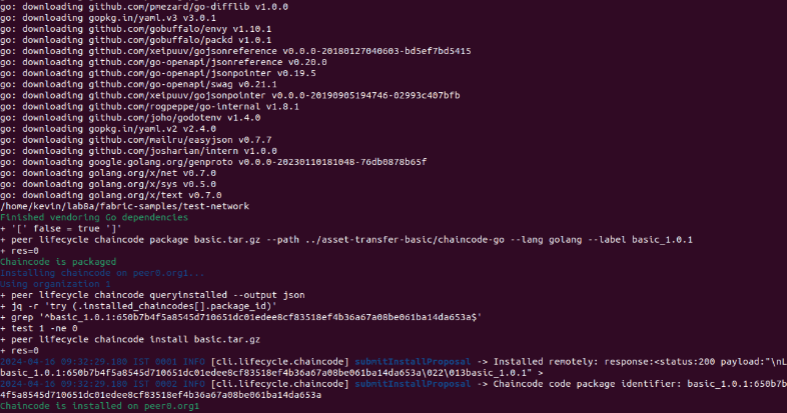 go: downloading github.com/pmezard/go-difflib v1.0.0
go: downloading gopkg.in/yaml.v3 v3.0.1
go: downloading github.com/gobuffalo/envy v1.10.1
go: downloading github.com/gobuffalo/packd v1.0.1
go: downloading github.com/xeipuuv/gojsonreference v0.0.0-20180127040603-bd5ef7bd5415
go: downloading github.com/go-openapi/jsonreference v0.20.0
go: downloading github.com/go-openapi/jsonpointer v0.19.5
go: downloading github.com/go-openapi/swag v0.21.1
go: downloading github.com/xeipuuv/gojsonpointer v0.0.0-20190905194746-02993c407bfb
go: downloading github.com/rogpeppe/go-internal v1.8.1
go: downloading github.com/joho/godotenv v1.4.0
go: downloading gopkg.in/yaml.v2 v2.4.0
go: downloading github.com/mailru/easyjson v0.7.7
go: downloading github.com/josharian/intern v1.0.0
go: downloading google.golang.org/genproto v0.0.0-20230110181048-76db0878b65f
go: downloading golang.org/x/net v0.7.0
go: downloading golang.org/x/sys v0.5.0
go: downloading golang.org/x/text v0.7.0
/home/kevin/lab8a/fabric-samples/test-network
Finished vendoring Go dependencies
+ '[' false = true ']'
+ peer lifecycle chaincode package basic.tar.gz --path ../asset-transfer-basic/chaincode-go --lang golang --label basic_1.0.1
+ res=0
Chaincode is packaged
Installing chaincode on peer0.org1...
Using organization 1
+ peer lifecycle chaincode queryinstalled --output json
+ jq -r 'try (.installed_chaincodes[].package_id)'
+ grep '^basic_1.0.1:650b7b4f5a8545d710651dc01edee8cf83518ef4b36a67a08be061ba14da653a$'
+ test 1 -ne 0
+ peer lifecycle chaincode install basic.tar.gz
+ res=0
2024-04-16 09:32:29.180 IST 0001 INFO [cli.lifecycle.chaincode] submitInstallProposal -> Installed remotely: response:<status:200 payload:"\nL
basic_1.0.1:650b7b4f5a8545d710651dc01edee8cf83518ef4b36a67a08be061ba14da653a\022\013basic_1.0.1" >
2024-04-16 09:32:29.180 IST 0002 INFO [cli.lifecycle.chaincode] submitInstallProposal -> Chaincode code package identifier: basic_1.0.1:650b7b
4f5a8545d710651dc01edee8cf83518ef4b36a67a08be061ba14da653a
Chaincode is installed on peer0.org1